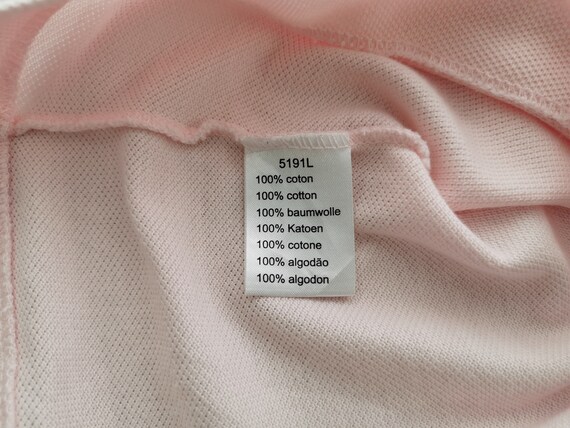 5191L
100% coton
100% cotton
100% baumwolle
100% Katoen
100% cotone
100% algodão
100% algodon